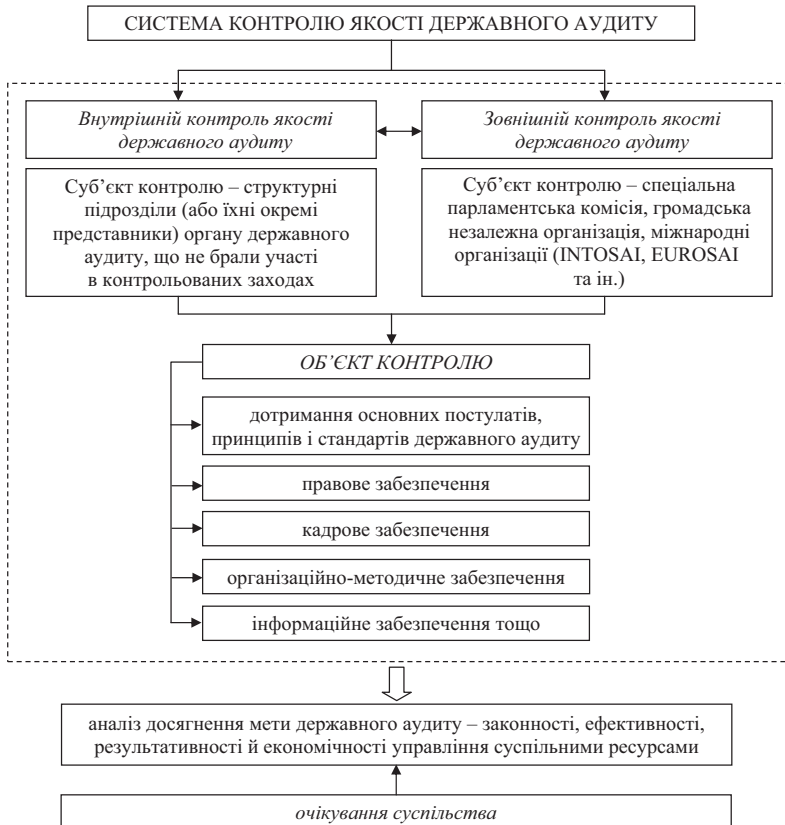 СИСТЕМА КОНТРОЛЮ ЯКОСТІ ДЕРЖАВНОГО АУДИТУ
Внутрішній контроль якості
державного аудиту
Зовнішній контроль якості
державного аудиту
Суб’єкт контролю – структурні
підрозділи (або їхні окремі
представники) органу державного
аудиту, що не брали участі
в контрольованих заходах
Суб’єкт контролю – спеціальна
парламентська комісія, громадська
незалежна організація, міжнародні
організації (INTOSAI, EUROSAI
та ін.)
ОБ’ЄКТ КОНТРОЛЮ
дотримання основних постулатів,
принципів і стандартів державного аудиту
правове забезпечення
кадрове забезпечення
організаційно-методичне забезпечення
інформаційне забезпечення тощо
аналіз досягнення мети державного аудиту – законності, ефективності,
результативності й економічності управління суспільними ресурсами
очікування суспільства